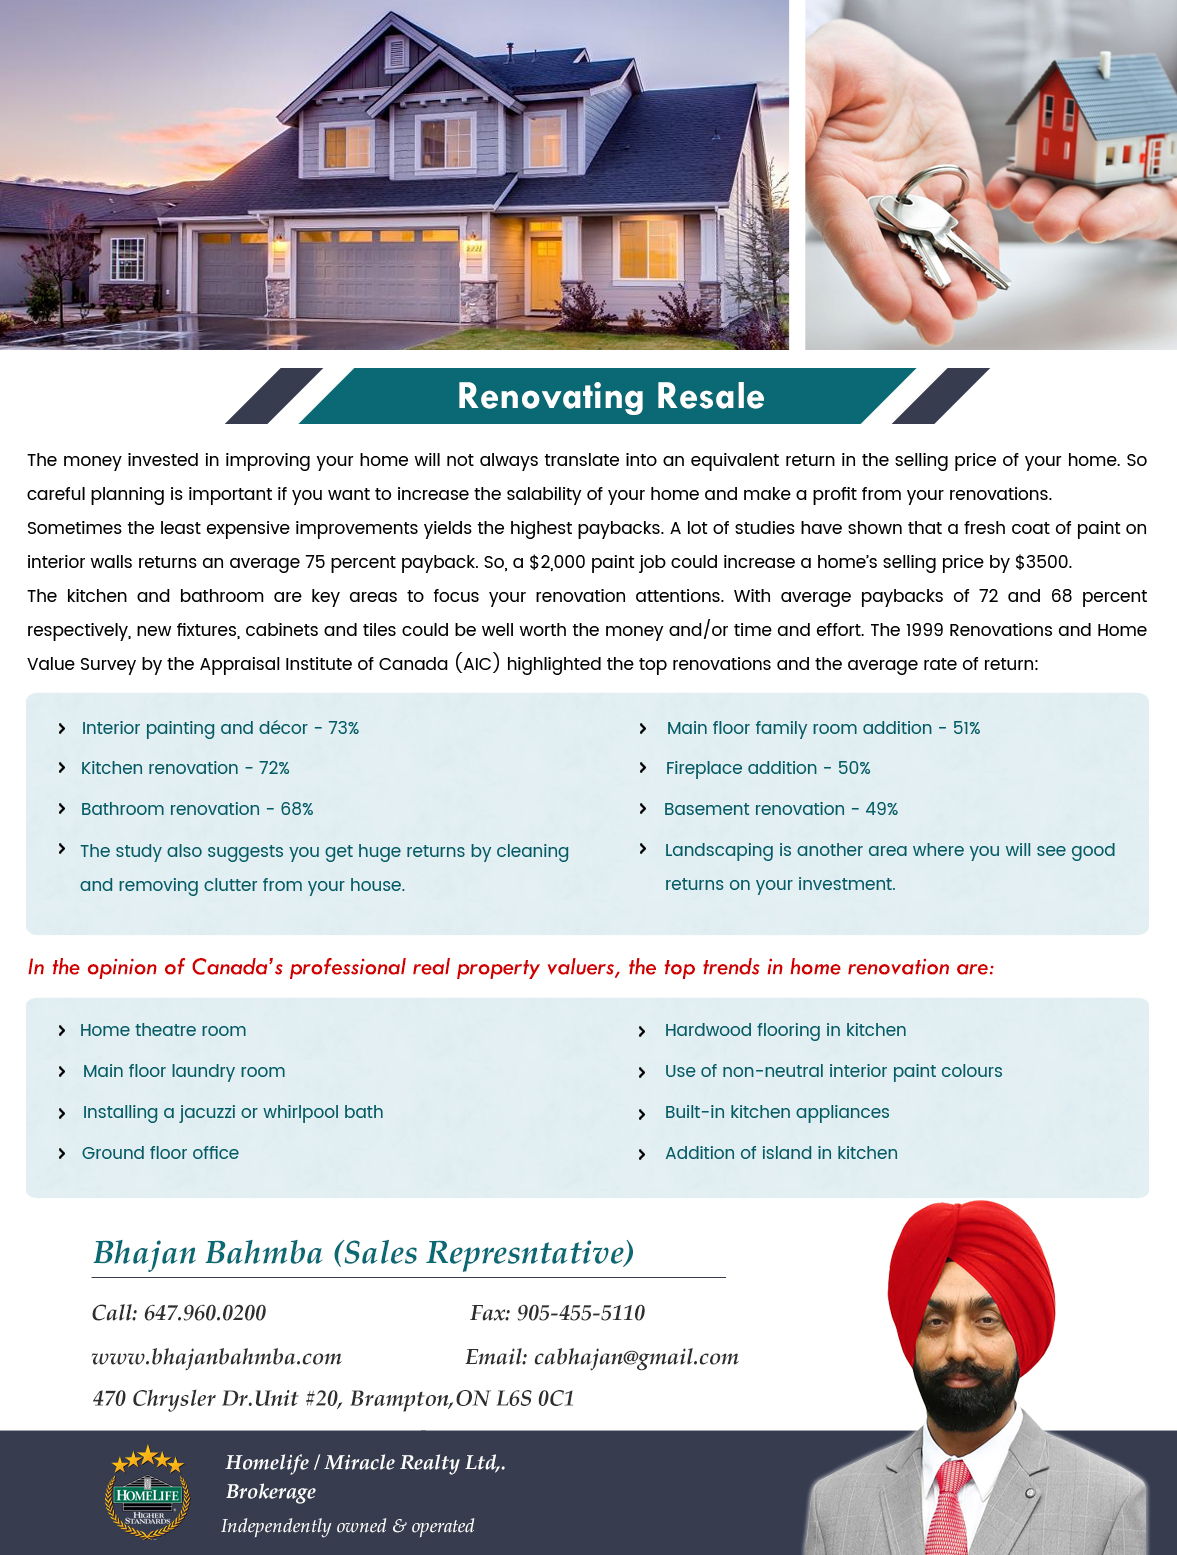 Renovating Resale
The money invested in improving your home will not always translate into an equivalent return in the selling price of your home. So
careful planning is important if you want to increase the salability of your home and make a profit from your renovations.
Sometimes the least expensive improvements yields the highest paybacks. A lot of studies have shown that a fresh coat of paint on
interior walls returns an average 75 percent payback. So, a $2,000 paint job could increase a home's selling price by $3500.
The kitchen and bathroom are key areas to focus your renovation attentions. With average paybacks of 72 and 68 percent
respectively, new fixtures, cabinets and tiles could be well worth the money and/or time and effort. The 1999 Renovations and Home
Value Survey by the Appraisal Institute of Canada (AIC) highlighted the top renovations and the average rate of return:
Interior painting and décor - 73%
Kitchen renovation - 72%
Bathroom renovation - 68%
The study also suggests you get huge returns by cleaning
and removing clutter from your house.
Main floor family room addition - 51%
Fireplace addition - 50%
Basement renovation - 49%
Landscaping is another area where you will see good
returns on your investment.
In the opinion of Canada's professional real property valuers, the top trends in home renovation are:
Home theatre room
Main floor laundry room
Installing a jacuzzi or whirlpool bath
Ground floor office
Hardwood flooring in kitchen
Use of non-neutral interior paint colours
Built-in kitchen appliances
Addition of island in kitchen
Bhajan Bahmba (Sales Represntative)
Call: 647.960.0200
Fax: 905-455-5110
www.bhajanbahmba.com
Email: cabhajan@gmail.com
470 Chrysler Dr.Unit #20, Brampton,ON L6S 0C1
HOMELIFE
HIGHER
STANDARDS
Homelife / Miracle Realty Ltd,.
Brokerage
Independently owned & operated